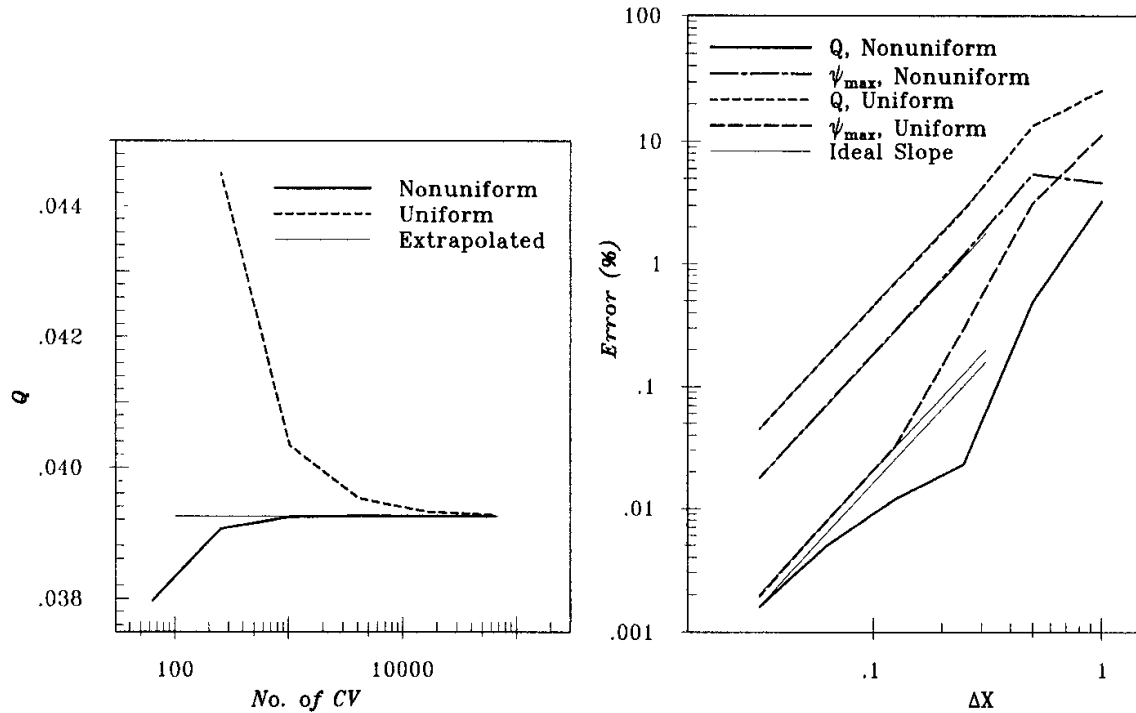 .044
.042
.040
.038
Q
Nonuniform
Uniform
Extrapolated
100
10000
No. of CV
100
10
1
.1
.01
.001
Error (%)
Q, Nonuniform
ψmax, Nonuniform
Q, Uniform
ψmax, Uniform
Ideal Slope
.1
1
ΔX